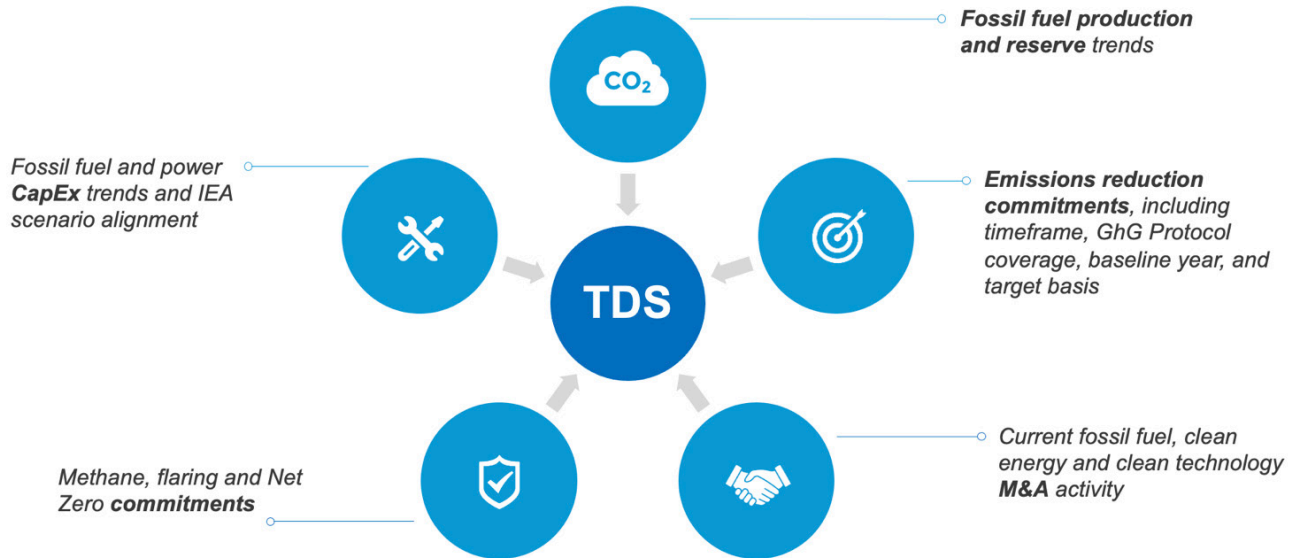 Fossil fuel production
and reserve trends
CO₂
Fossil fuel and power
CapEx trends and IEA
scenario alignment
Emissions reduction
commitments, including
timeframe, GhG Protocol
coverage, baseline year, and
target basis
TDS
Methane, flaring and Net
Zero commitments
Current fossil fuel, clean
energy and clean technology
M&A activity